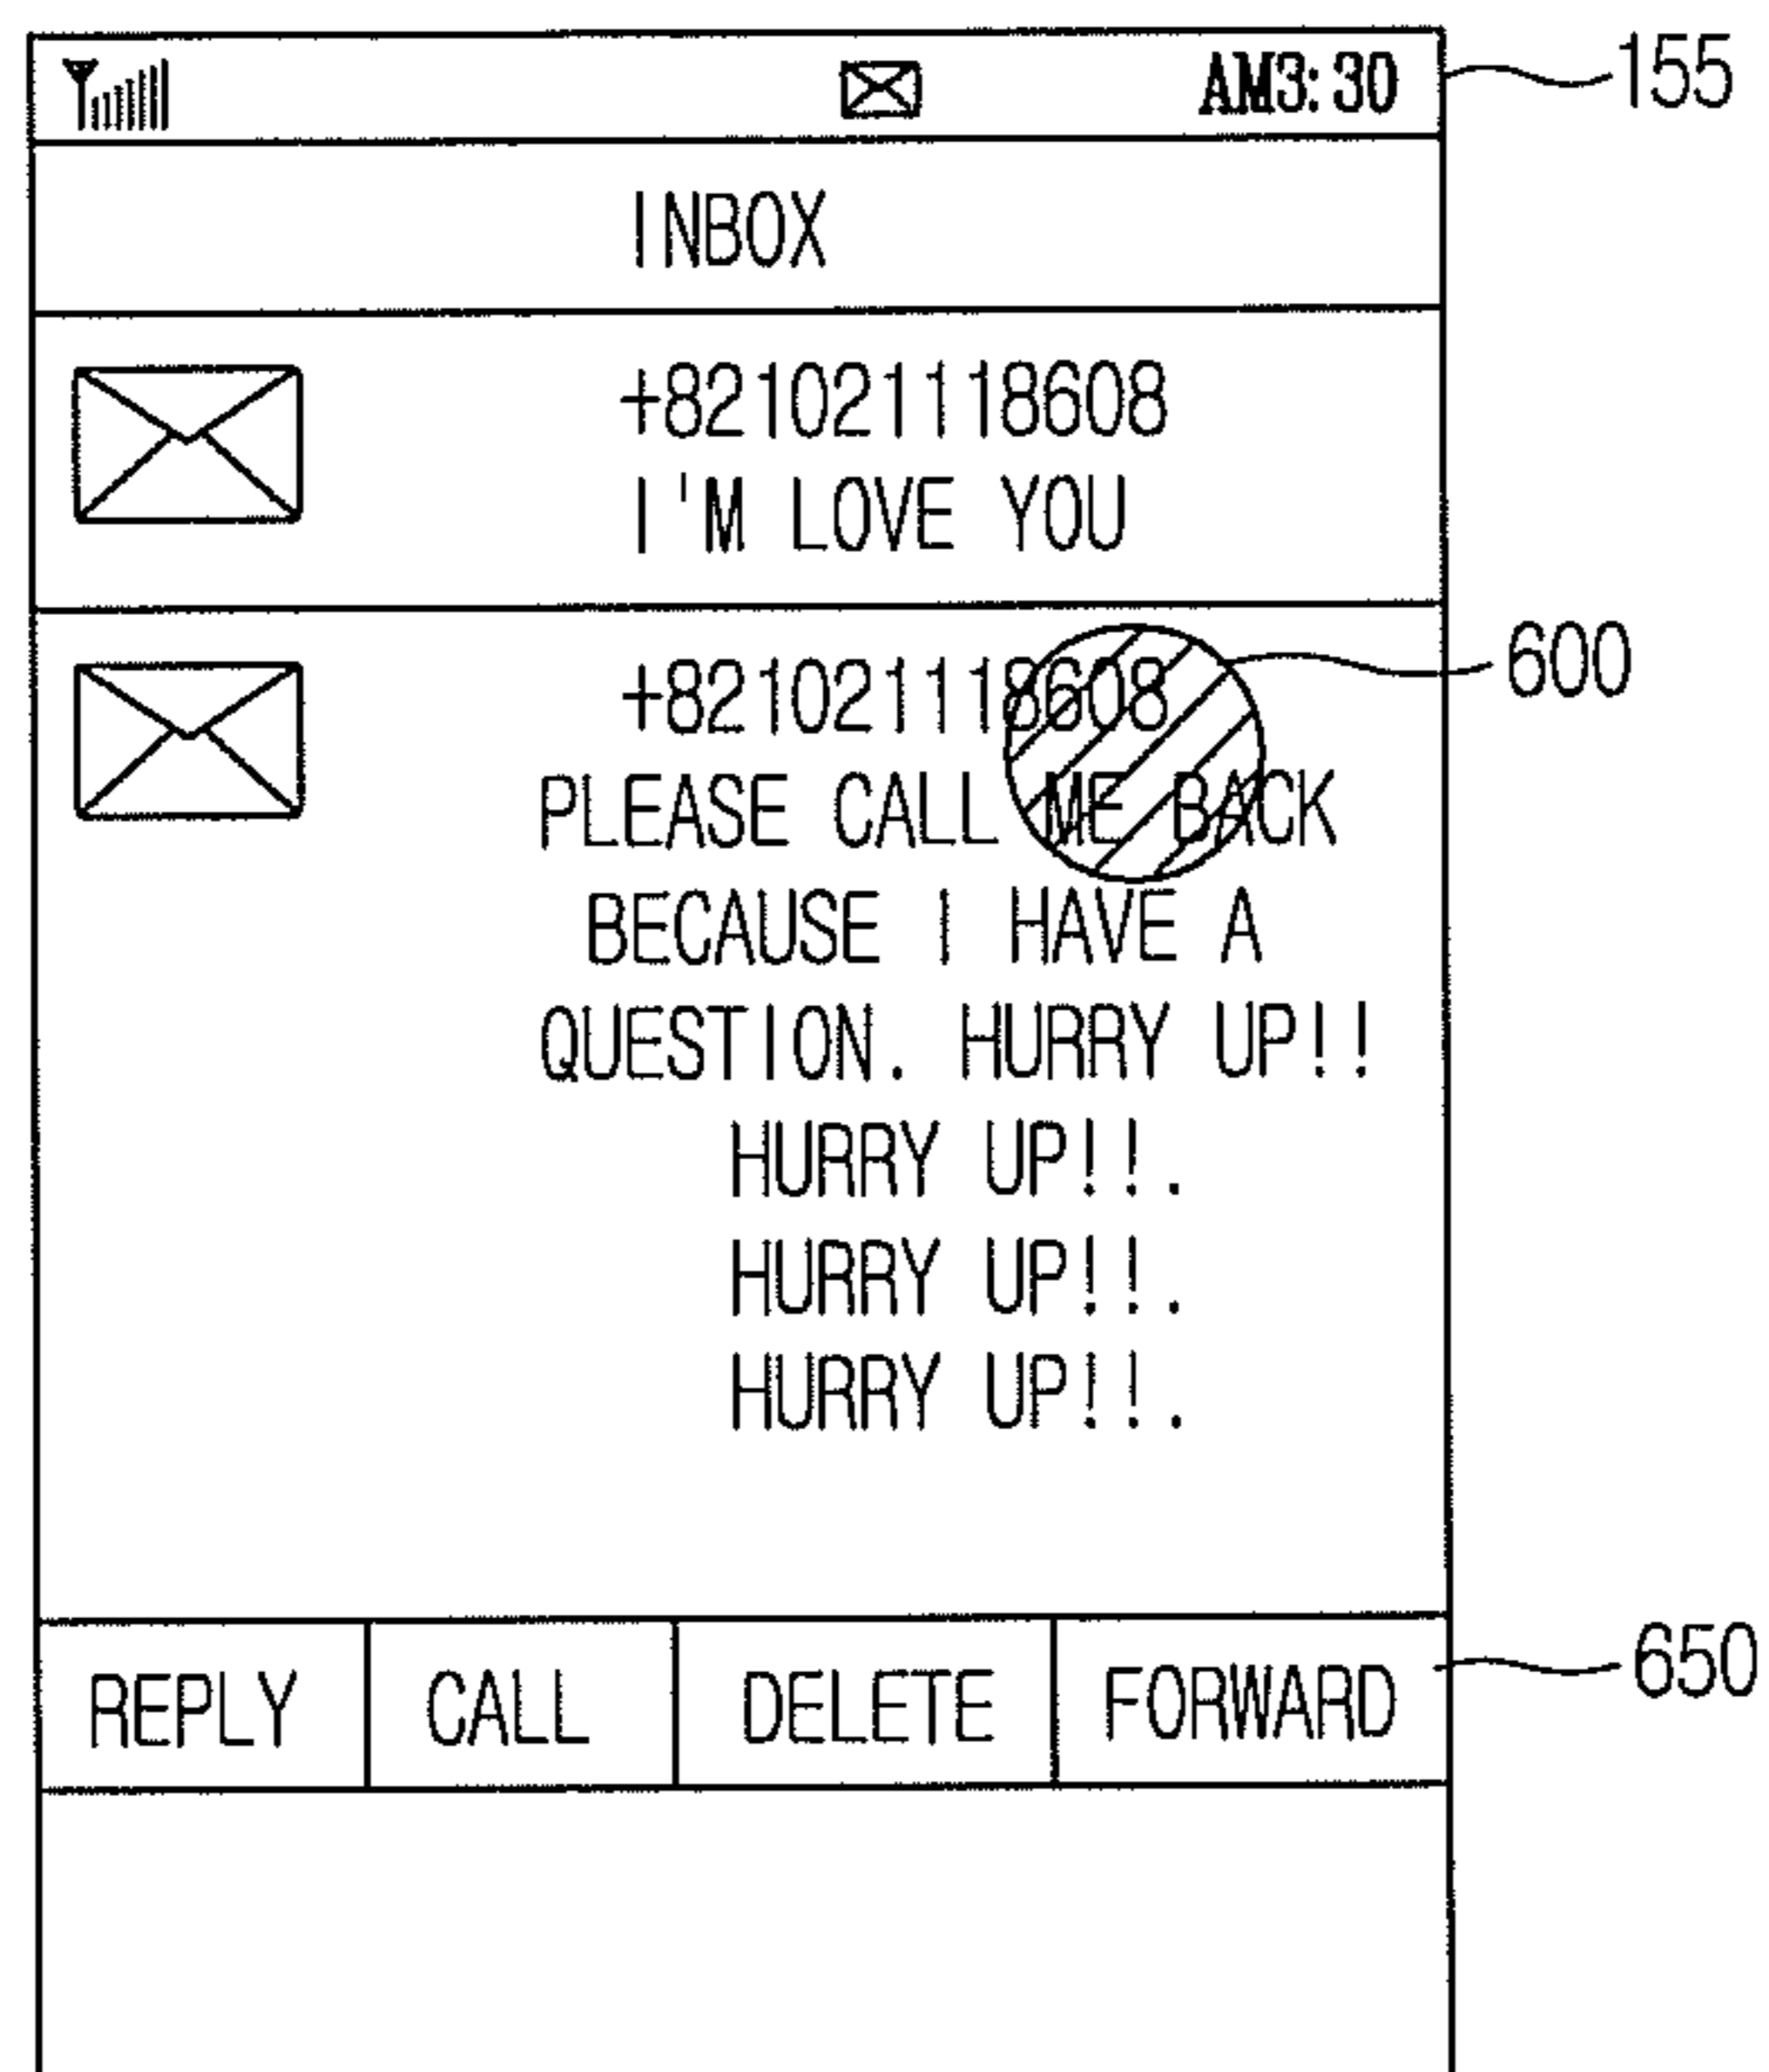 AM3:30
155
INBOX
+821021118608
I'M LOVE YOU
+821021118608
600
PLEASE CALL ME BACK
BECAUSE I HAVE A
QUESTION. HURRY UP!!
HURRY UP!!.
HURRY UP!!.
HURRY UP!!.
REPLY CALL DELETE FORWARD
650